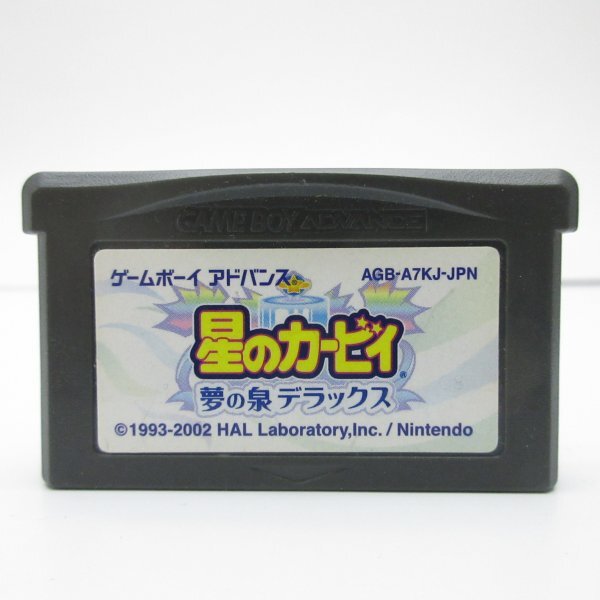 GAME BOY ADVANCE
ゲームボーイ アドバンス AGB-A7KJ-JPN
星のカービィ®
夢の泉 デラックス
©1993-2002 HAL Laboratory,Inc. / Nintendo